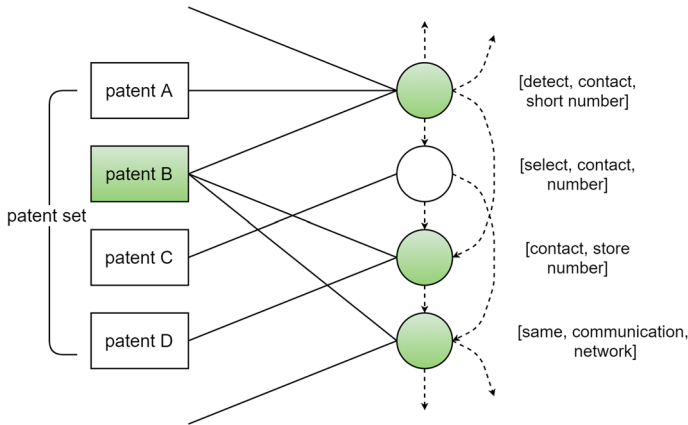 patent A
patent B
patent set
patent C
patent D
[detect, contact,
short number]
[select, contact,
number]
[contact, store
number]
[same, communication,
network]